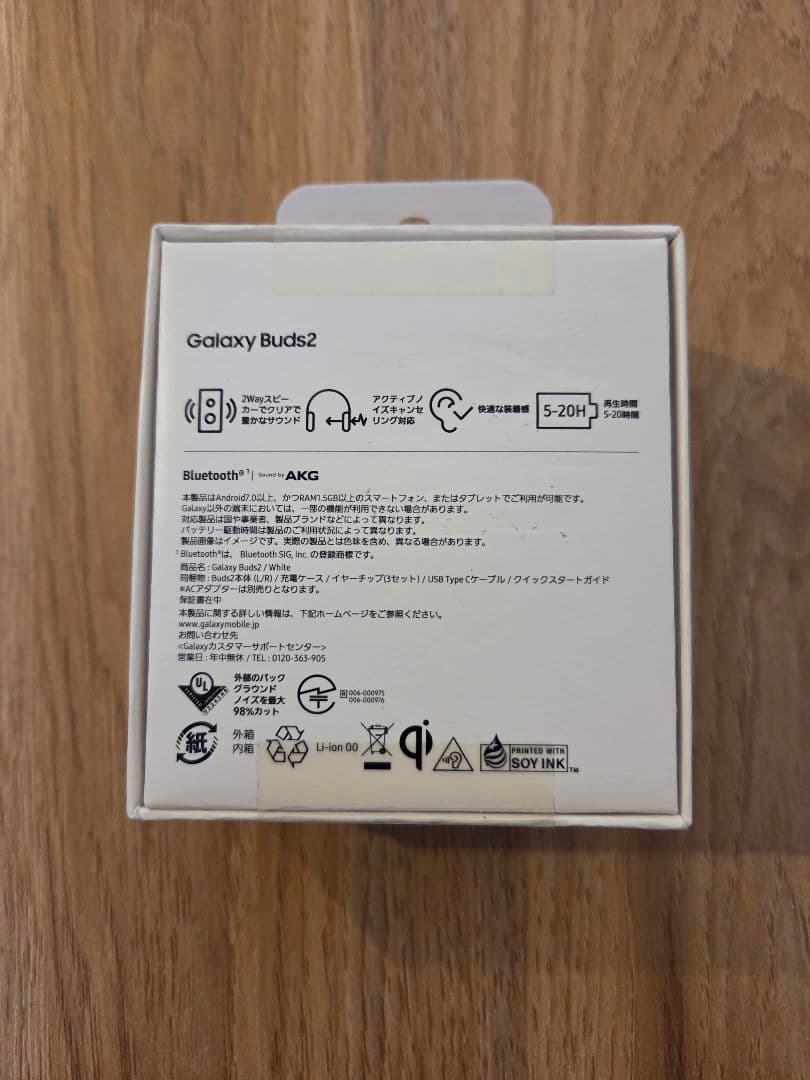 Galaxy Buds2
2Wayスピー
カーでクリアで
豊かなサウンド
アクティブノ
イズキャンセ
リング対応
快適な装着感
5-20H
再生時間
5-20時間
Bluetooth®¹ | Sound by AKG
本製品はAndroid7.0以上、かつRAM1.5GB以上のスマートフォン、またはタブレットでご利用が可能です。
Galaxy以外の端末においては、一部の機能が利用できない場合があります。
対応製品は国や事業者、製品ブランドなどによって異なります。
バッテリー駆動時間は製品のご利用状況によって異なります。
製品画像はイメージです。実際の製品とは色味を含め、異なる場合があります。
¹ Bluetooth®は、Bluetooth SIG, Inc. の登録商標です。
商品名 : Galaxy Buds2 / White
同梱物 : Buds2本体 (L/R) / 充電ケース / イヤーチップ(3セット) / USB Type Cケーブル / クイックスタートガイド
※ACアダプターは別売りとなります。
保証書在中
本製品に関する詳しい情報は、下記ホームページをご参照ください。
www.galaxymobile.jp
お問い合わせ先
<Galaxyカスタマーサポートセンター>
営業日 : 年中無休 / TEL : 0120-363-905
UL
外部のバック
グラウンド
ノイズを最大
98%カット
R 006-000975
006-000976
紙
外箱
内箱
Li-ion 00
qi
PRINTED WITH
SOY INK TM